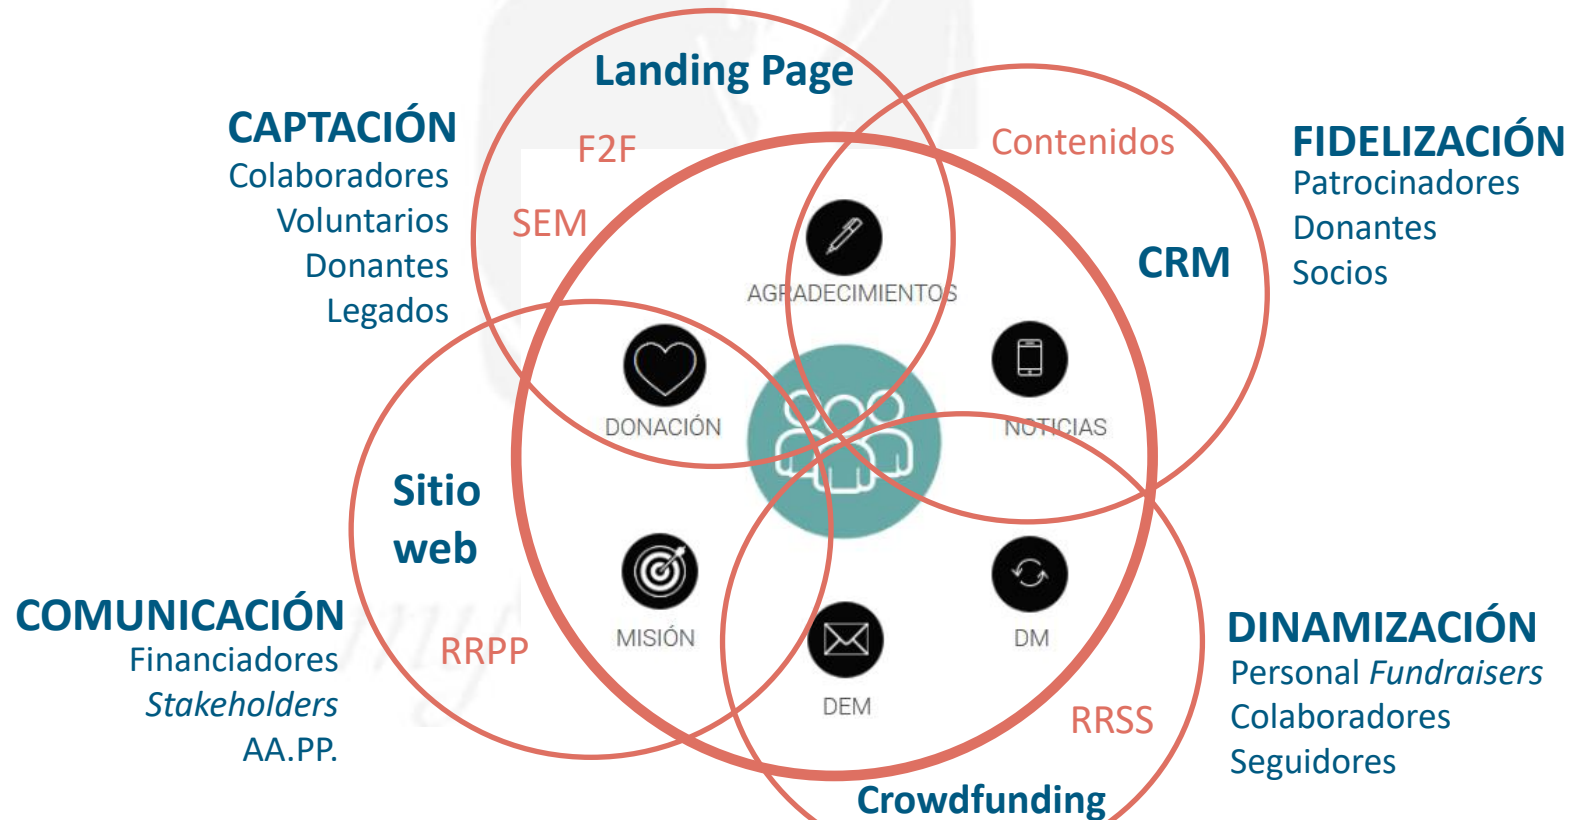 Landing Page
CAPTACIÓN
Colaboradores
Voluntarios
Donantes
Legados
F2F
SEM
Contenidos
CRM
FIDELIZACIÓN
Patrocinadores
Donantes
Socios
AGRADECIMIENTOS
DONACIÓN
NOTICIAS
Sitio
web
MISIÓN
DEM
DM
COMUNICACIÓN
Financiadores
Stakeholders
AA.PP.
RRPP
RRSS
DINAMIZACIÓN
Personal Fundraisers
Colaboradores
Seguidores
Crowdfunding